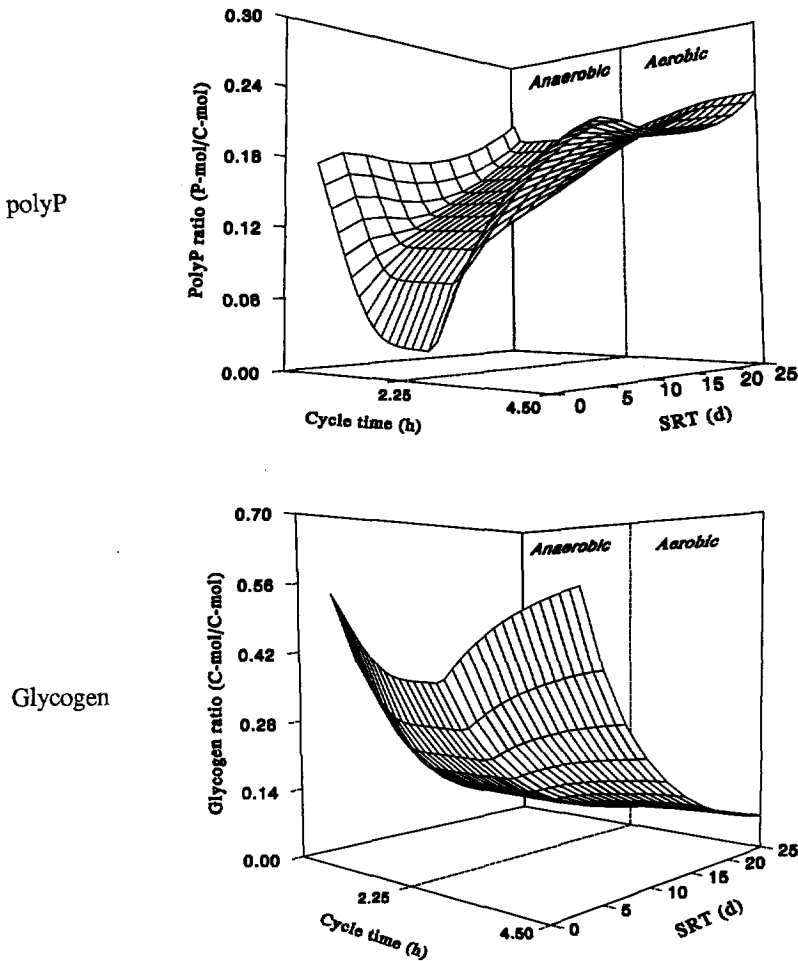 polyP
PolyP ratio (P-mol/C-mol)
0.30
0.24
0.18
0.12
0.06
0.00
Anaerobic
Aerobic
2.25
4.50
Cycle time (h)
0
5
10
15
20
25
SRT (d)
Glycogen
Glycogen ratio (C-mol/C-mol)
0.70
0.56
0.42
0.28
0.14
0.00
Anaerobic
Aerobic
2.25
4.50
Cycle time (h)
0
5
10
15
20
25
SRT (d)